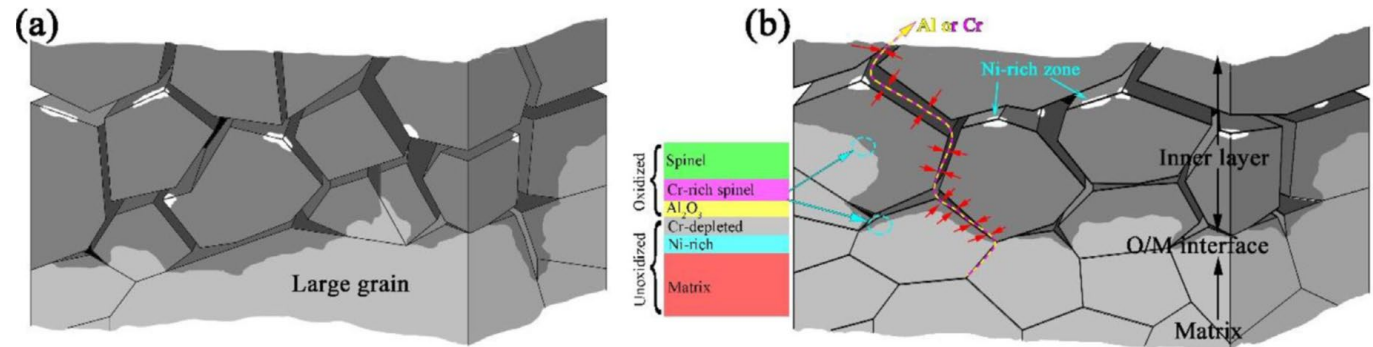 (a)
Large grain
Oxidized
Unoxidized
Spinel
Cr-rich spinel
Al₂O₃
Cr-depleted
Ni-rich
Matrix
(b)
Al or Cr
Ni-rich zone
Inner layer
O/M interface
Matrix